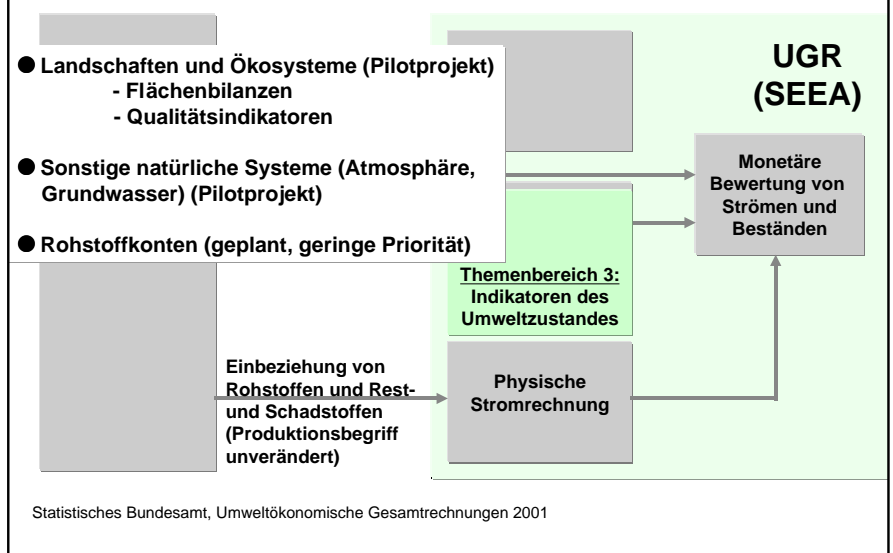 ● Landschaften und Ökosysteme (Pilotprojekt)
- Flächenbilanzen
- Qualitätsindikatoren
● Sonstige natürliche Systeme (Atmosphäre,
Grundwasser) (Pilotprojekt)
● Rohstoffkonten (geplant, geringe Priorität)
UGR
(SEEA)
Monetäre
Bewertung von
Strömen und
Beständen
Themenbereich 3:
Indikatoren des
Umweltzustandes
Einbeziehung von
Rohstoffen und Rest-
und Schadstoffen
(Produktionsbegriff
unverändert)
Physische
Stromrechnung
Statistisches Bundesamt, Umweltökonomische Gesamtrechnungen 2001